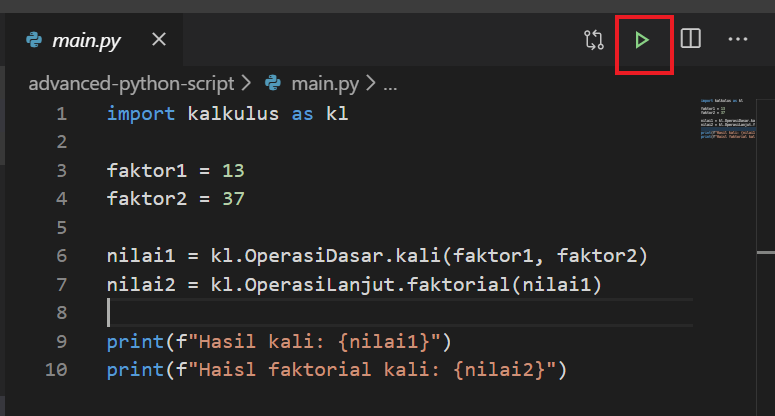 main.py
advanced-python-script > main.py > ...
1 import kalkulus as kl
2
3 faktor1 = 13
4 faktor2 = 37
5
6 nilai1 = kl.OperasiDasar.kali(faktor1, faktor2)
7 nilai2 = kl.OperasiLanjut.faktorial(nilai1)
8
9 print(f"Hasil kali: {nilai1}")
10 print(f"Haisl faktorial kali: {nilai2}")